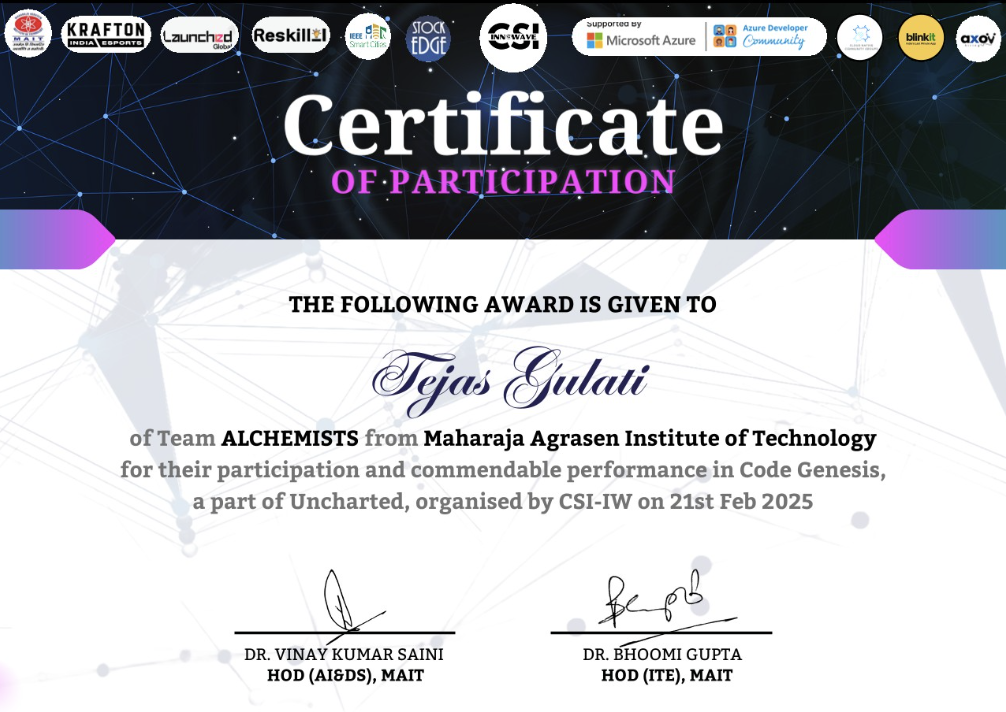 MAIT
KRAFTON
INDIA ESPORTS
Launched
Global
Reskilll
IEEE
Smart Cities
STOCK
EDGE
CSI
INNOWAVE
Supported by
Microsoft Azure
Azure Developer
Community
blinkit
axov
Certificate
OF PARTICIPATION
THE FOLLOWING AWARD IS GIVEN TO
Tejas Gulati
of Team ALCHEMISTS from Maharaja Agrasen Institute of Technology
for their participation and commendable performance in Code Genesis,
a part of Uncharted, organised by CSI-IW on 21st Feb 2025
DR. VINAY KUMAR SAINI
HOD (AI&DS), MAIT
DR. BHOOMI GUPTA
HOD (ITE), MAIT